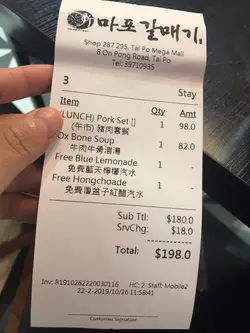 마포갈매기
Shop 287 295, Tai Po Mega Mall
8 On Pong Road, Tai Po
Tel: 39710935
3 Stay
Item Qty Amt
(LUNCH) Pork Set [] 1 98.0
(午市) 豬肉套餐
Ox Bone Soup 1 82.0
牛肉牛骨湯
Free Blue Lemonade 1
免費藍天檸檬汽水
Free Hongchoade 1
免費覆盆子紅醋汽水
Sub Ttl: $180.0
SrvChg: $18.0
Total: $198.0
Inv: R1910262220030116 HC: 2 Staff: Mobile2
22-2-2019/10/26 11:58:41
Customer Signature